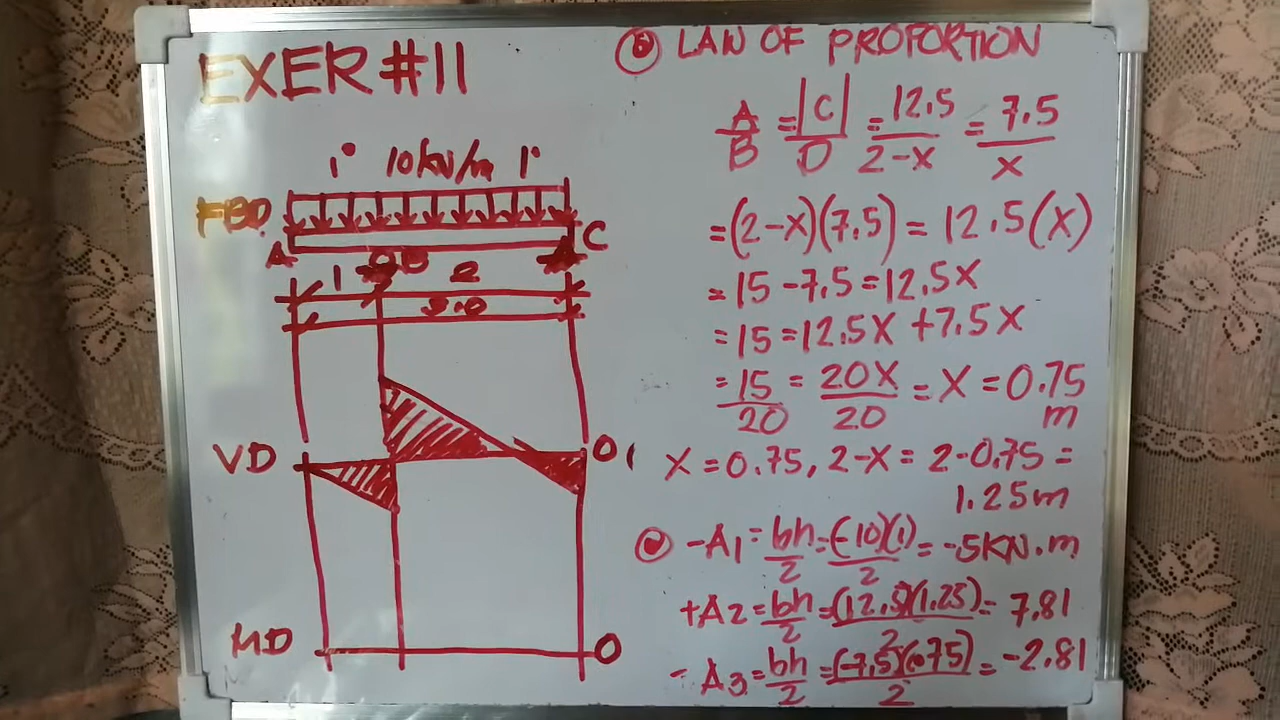 EXER #11
1° 10kN/m 1°
FBD
A B C
1 2
3.0
VD 0
MD 0
⑥ LAW OF PROPORTION
A/B = |C|/D = 12.5/2-x = 7.5/x
= (2-x)(7.5) = 12.5(x)
= 15 - 7.5 = 12.5x
= 15 = 12.5x + 7.5x
= 15/20 = 20x/20 = x = 0.75 m
x = 0.75, 2-x = 2-0.75 =
1.25m
-A1 = bh/2 = (-10)(1)/2 = -5KN.m
+A2 = bh/2 = (12.5)(1.25)/2 = 7.81
-A3 = bh/2 = (-7.5)(0.75)/2 = -2.81